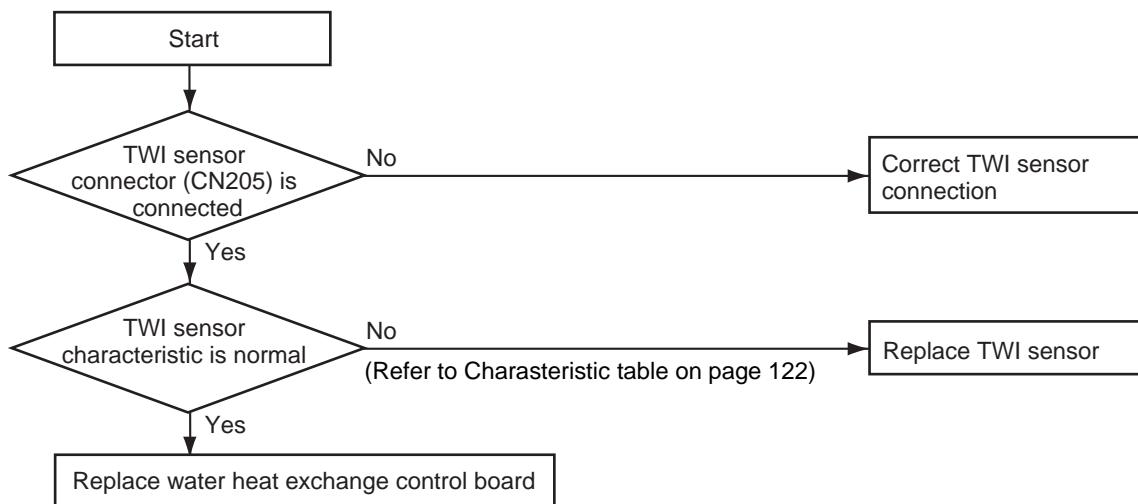 Start
TWI sensor
connector (CN205) is
connected
No
Correct TWI sensor
connection
Yes
TWI sensor
characteristic is normal
No
(Refer to Charasteristic table on page 122)
Replace TWI sensor
Yes
Replace water heat exchange control board